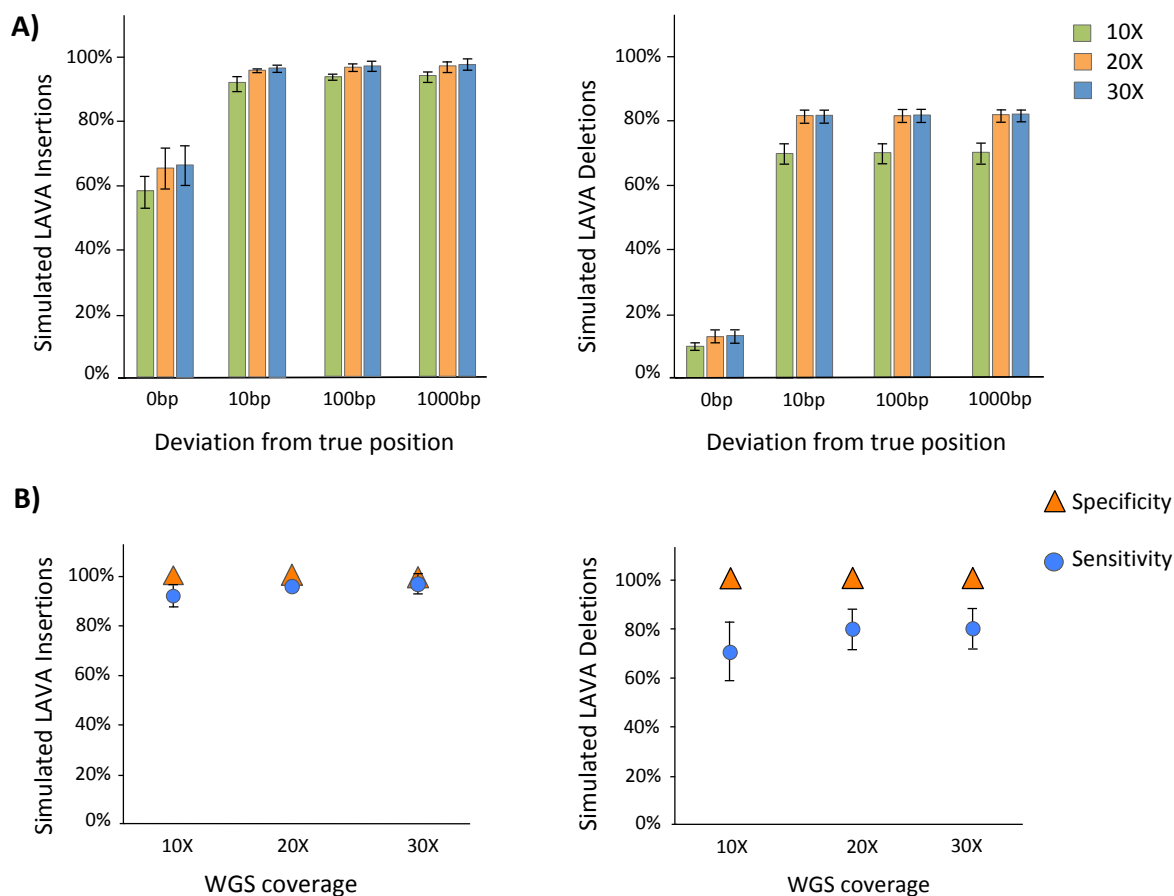 A)
Simulated LAVA Insertions
100%
80%
60%
40%
20%
0%
0bp 10bp 100bp 1000bp
Deviation from true position
Simulated LAVA Deletions
100%
80%
60%
40%
20%
0%
0bp 10bp 100bp 1000bp
Deviation from true position
10X
20X
30X
B)
Simulated LAVA Insertions
100%
80%
60%
40%
20%
0%
10X 20X 30X
WGS coverage
Simulated LAVA Deletions
100%
80%
60%
40%
20%
0%
10X 20X 30X
WGS coverage
Specificity
Sensitivity